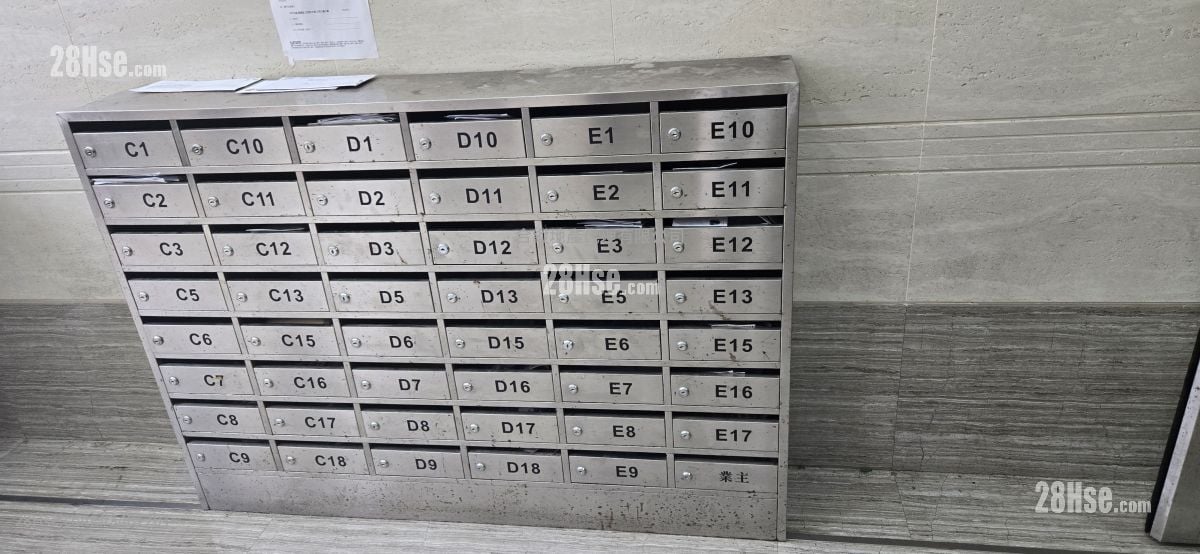 28Hse.com
C1 C10 D1 D10 E1 E10
C2 C11 D2 D11 E2 E11
C3 C12 D3 D12 E3 E12
28Hse.com
C5 C13 D5 D13 E5 E13
C6 C15 D6 D15 E6 E15
C7 C16 D7 D16 E7 E16
C8 C17 D8 D17 E8 E17
C9 C18 D9 D18 E9 業主
28Hse.com